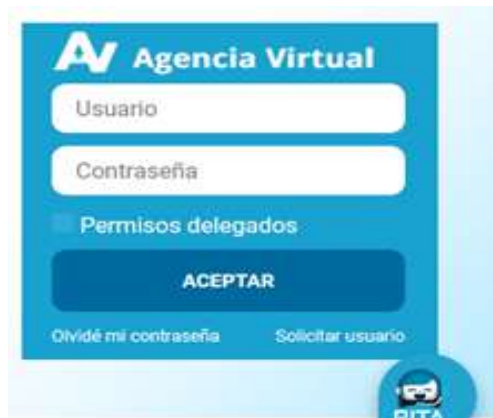 AV Agencia Virtual
Usuario
Contraseña
Permisos delegados
ACEPTAR
Olvidé mi contraseña Solicitar usuario
RITA